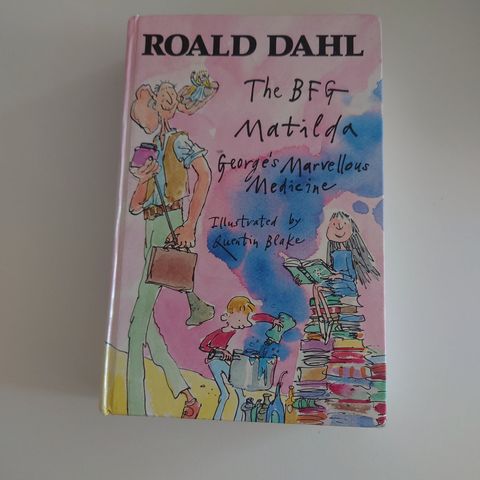 ROALD DAHL
The BFG
Matilda
George's Marvellous
Medicine
Illustrated by
Quentin Blake